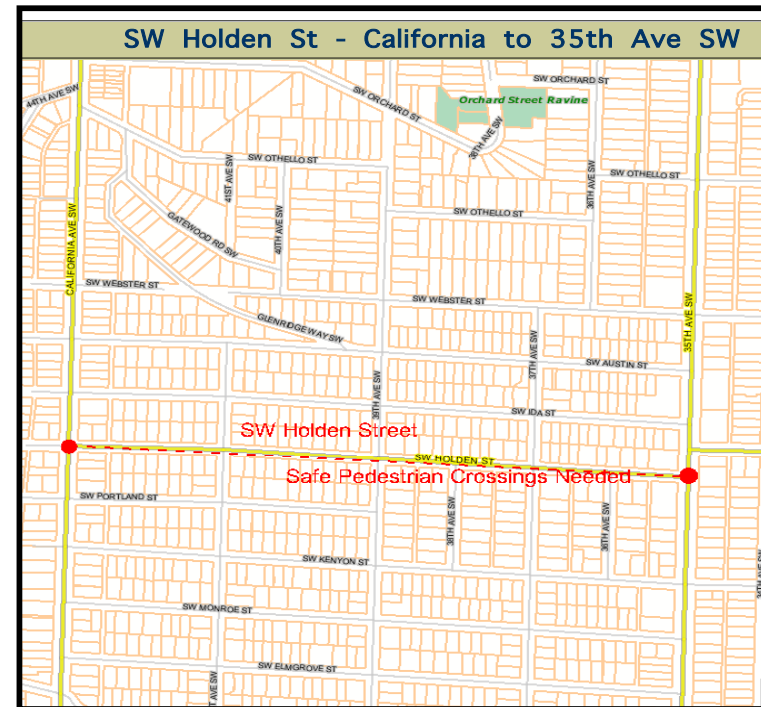 SW Holden St - California to 35th Ave SW
SW ORCHARD ST
44TH AVE SW
SW ORCHARD ST
Orchard Street Ravine
38TH AVE SW
SW OTHELLO ST
41ST AVE SW
36TH AVE SW
SW OTHELLO ST
40TH AVE SW
GATEWOOD RD SW
SW OTHELLO ST
CALIFORNIA AVE SW
SW WEBSTER ST
SW WEBSTER ST
GLENRIDGE WAY SW
35TH AVE SW
37TH AVE SW
SW AUSTIN ST
39TH AVE SW
SW IDA ST
SW Holden Street
SW HOLDEN ST
Safe Pedestrian Crossings Needed
SW PORTLAND ST
38TH AVE SW
36TH AVE SW
SW KENYON ST
SW MONROE ST
SW ELMGROVE ST
T AVE SW